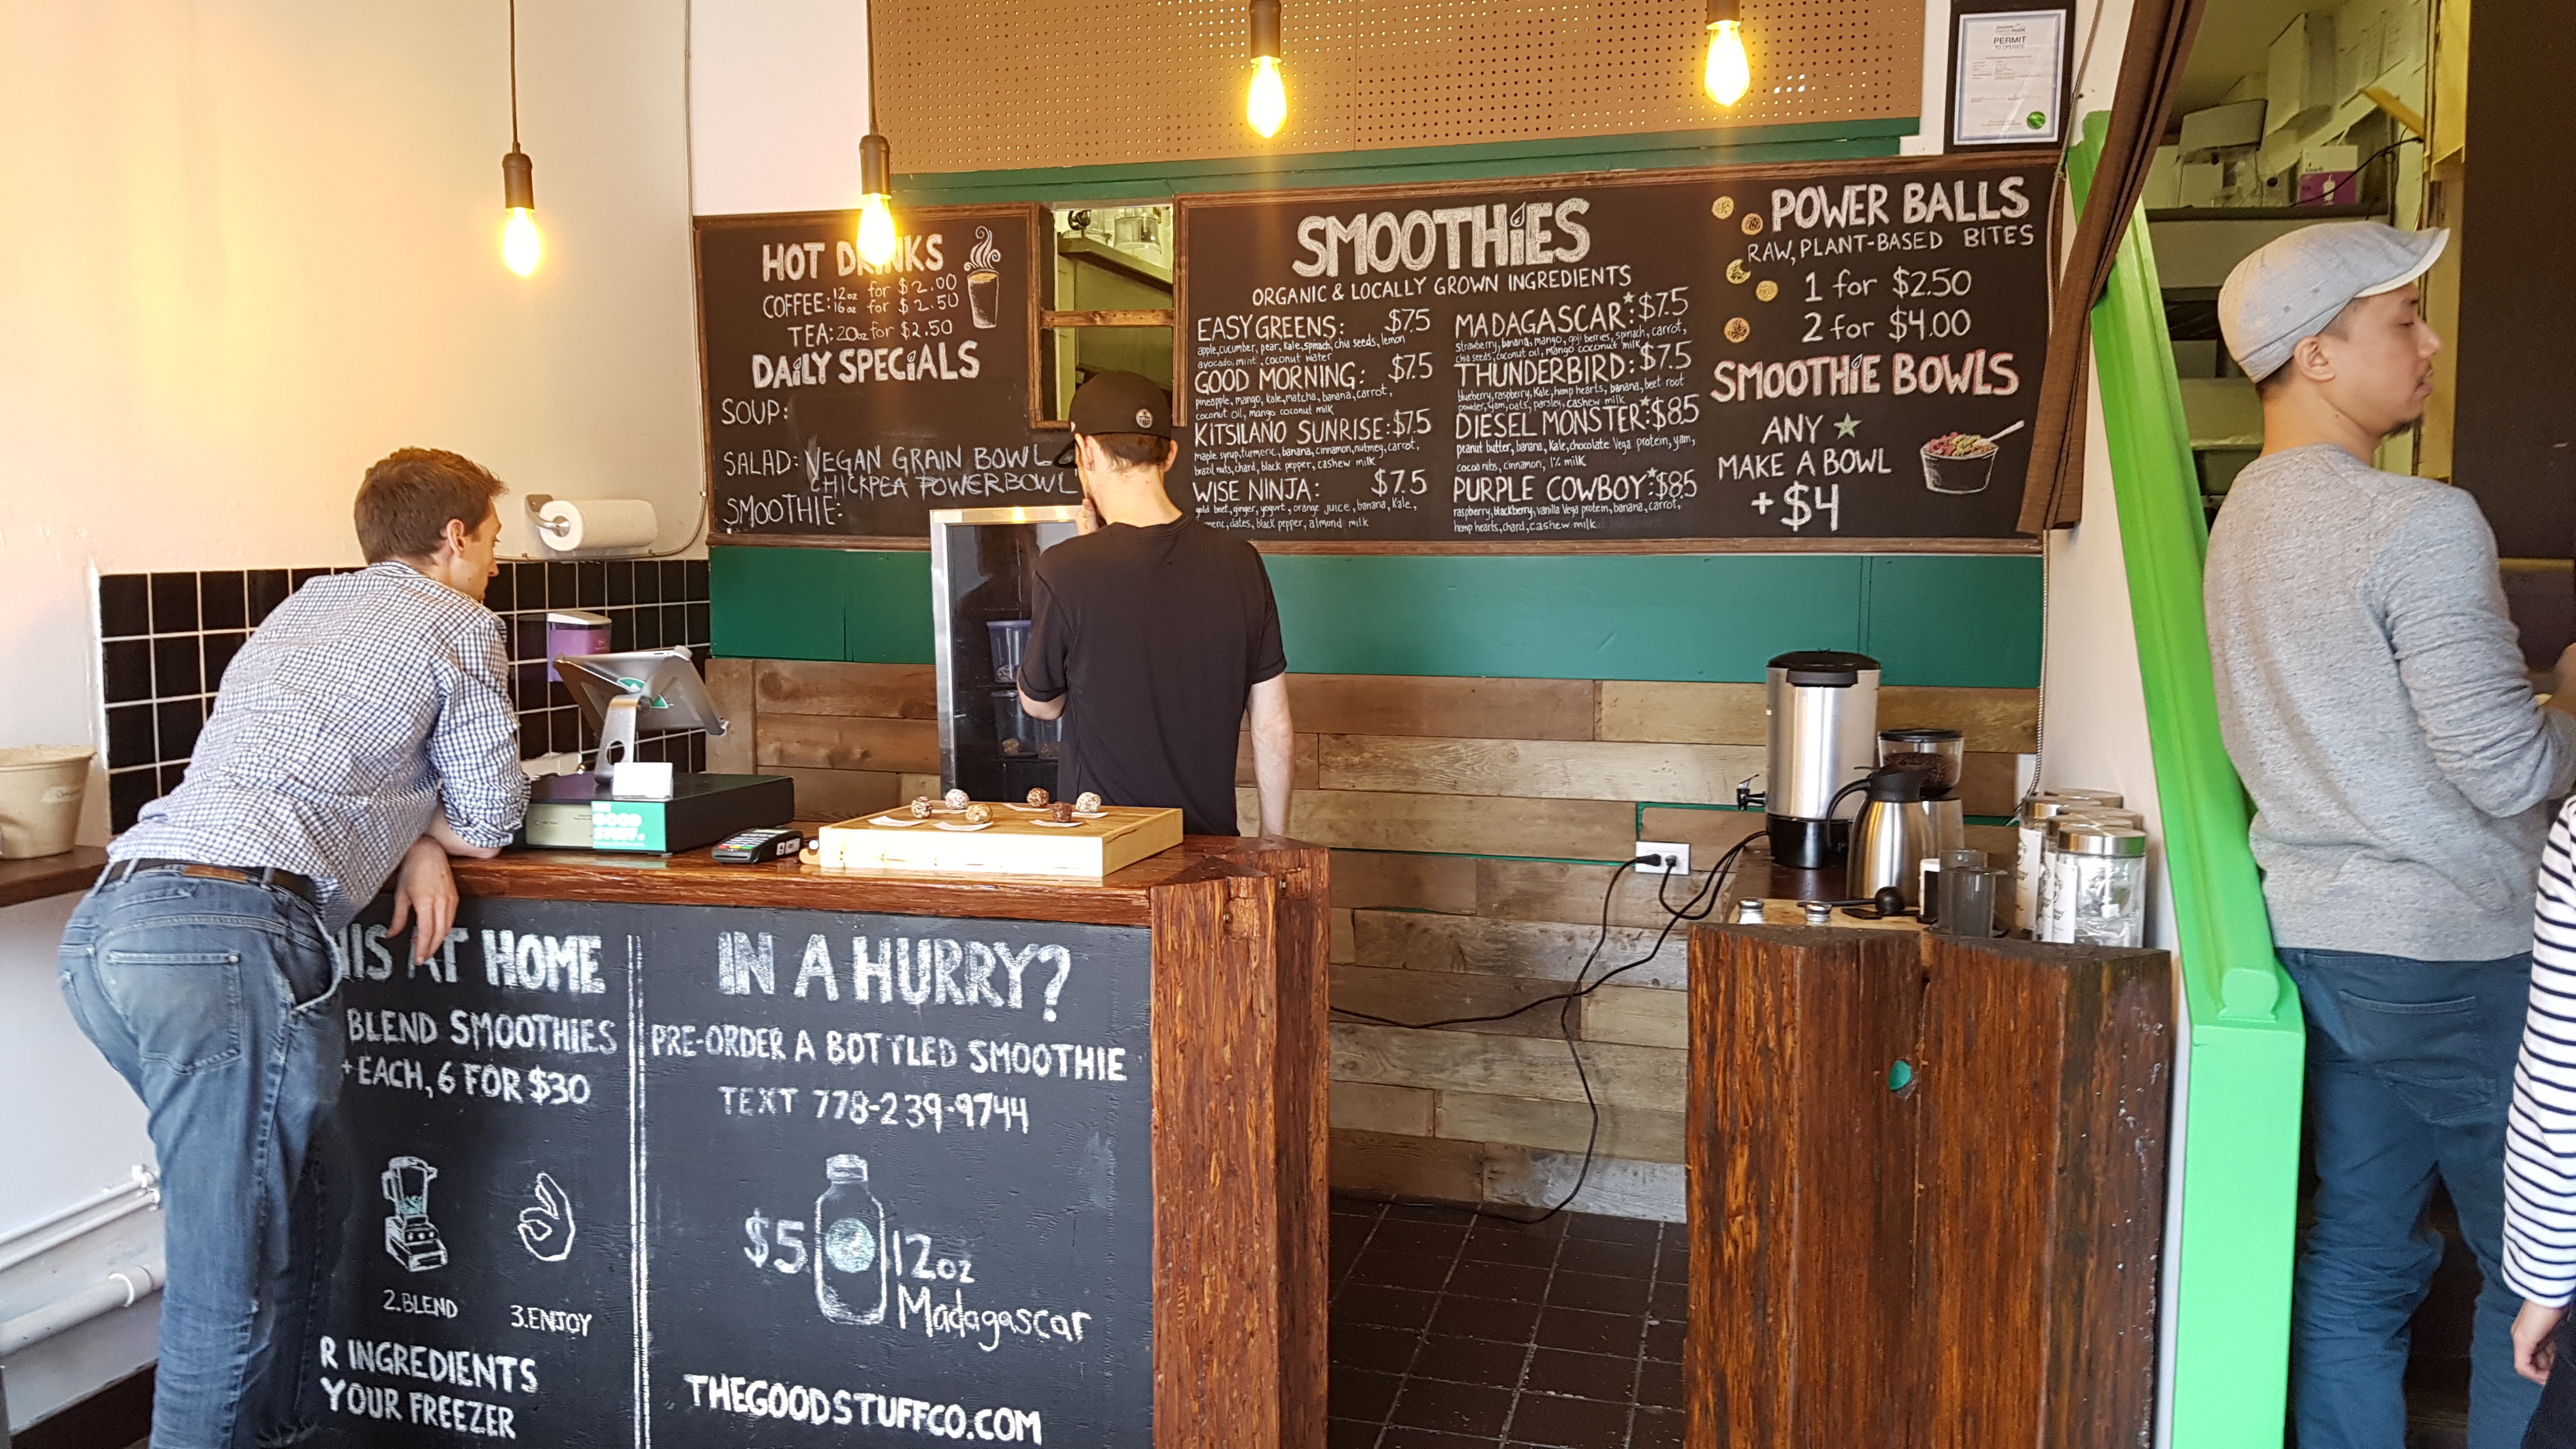 PERMIT
HOT DRINKS
COFFEE: 12oz for $2.00
16oz for $2.50
TEA: 20oz for $2.50
DAILY SPECIALS
SOUP:
SALAD: VEGAN GRAIN BOWL
CHICKPEA POWERBOWL
SMOOTHIE:
SMOOTHIES
ORGANIC & LOCALLY GROWN INGREDIENTS
EASY GREENS: $7.5
apple, cucumber, pear, kale, spinach, chia seeds, lemon
avocado, mint, coconut water
GOOD MORNING: $7.5
pineapple, mango, kale, matcha, banana, carrot,
coconut oil, mango coconut milk
KITSILANO SUNRISE: $7.5
maple syrup, turmeric, banana, cinnamon, nutmeg, carrot,
brazil nuts, chard, black pepper, cashew milk
WISE NINJA: $7.5
gold beet, ginger, yogurt, orange juice, banana, kale,
meric, dates, black pepper, almond milk
MADAGASCAR:* $7.5
strawberry, banana, mango, goji berries, spinach, carrot,
chia seeds, coconut oil, mango coconut milk
THUNDERBIRD: $7.5
blueberry, raspberry, kale, hemp hearts, banana, beet root
powder, yam, oats, parsley, cashew milk
DIESEL MONSTER:* $8.5
peanut butter, banana, kale, chocolate Vega protein, yam,
cocoa nibs, cinnamon, 1% milk
PURPLE COWBOY:* $8.5
raspberry, blackberry, vanilla Vega protein, banana, carrot,
hemp hearts, chard, cashew milk
POWER BALLS
RAW, PLANT-BASED BITES
1 for $2.50
2 for $4.00
SMOOTHIE BOWLS
ANY ★
MAKE A BOWL
+ $4
GOOD
STUFF
HIS AT HOME
BLEND SMOOTHIES
+ EACH, 6 FOR $30
2. BLEND
3. ENJOY
R INGREDIENTS
YOUR FREEZER
IN A HURRY?
PRE-ORDER A BOTTLED SMOOTHIE
TEXT 778-239-9744
$5 12oz
Madagascar
THEGOODSTUFFCO.COM